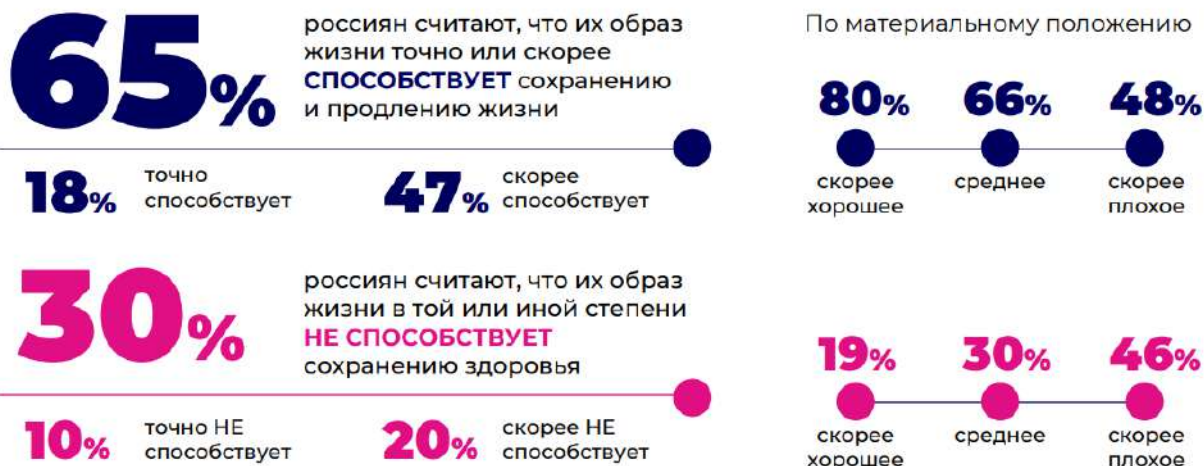 65%
россиян считают, что их образ
жизни точно или скорее
СПОСОБСТВУЕТ сохранению
и продлению жизни
18%
точно
способствует
47%
скорее
способствует
По материальному положению
80% 66% 48%
скорее
хорошее
среднее
скорее
плохое
30%
россиян считают, что их образ
жизни в той или иной степени
НЕ СПОСОБСТВУЕТ
сохранению здоровья
10%
точно НЕ
способствует
20%
скорее НЕ
способствует
19% 30% 46%
скорее
хорошее
среднее
скорее
плохое